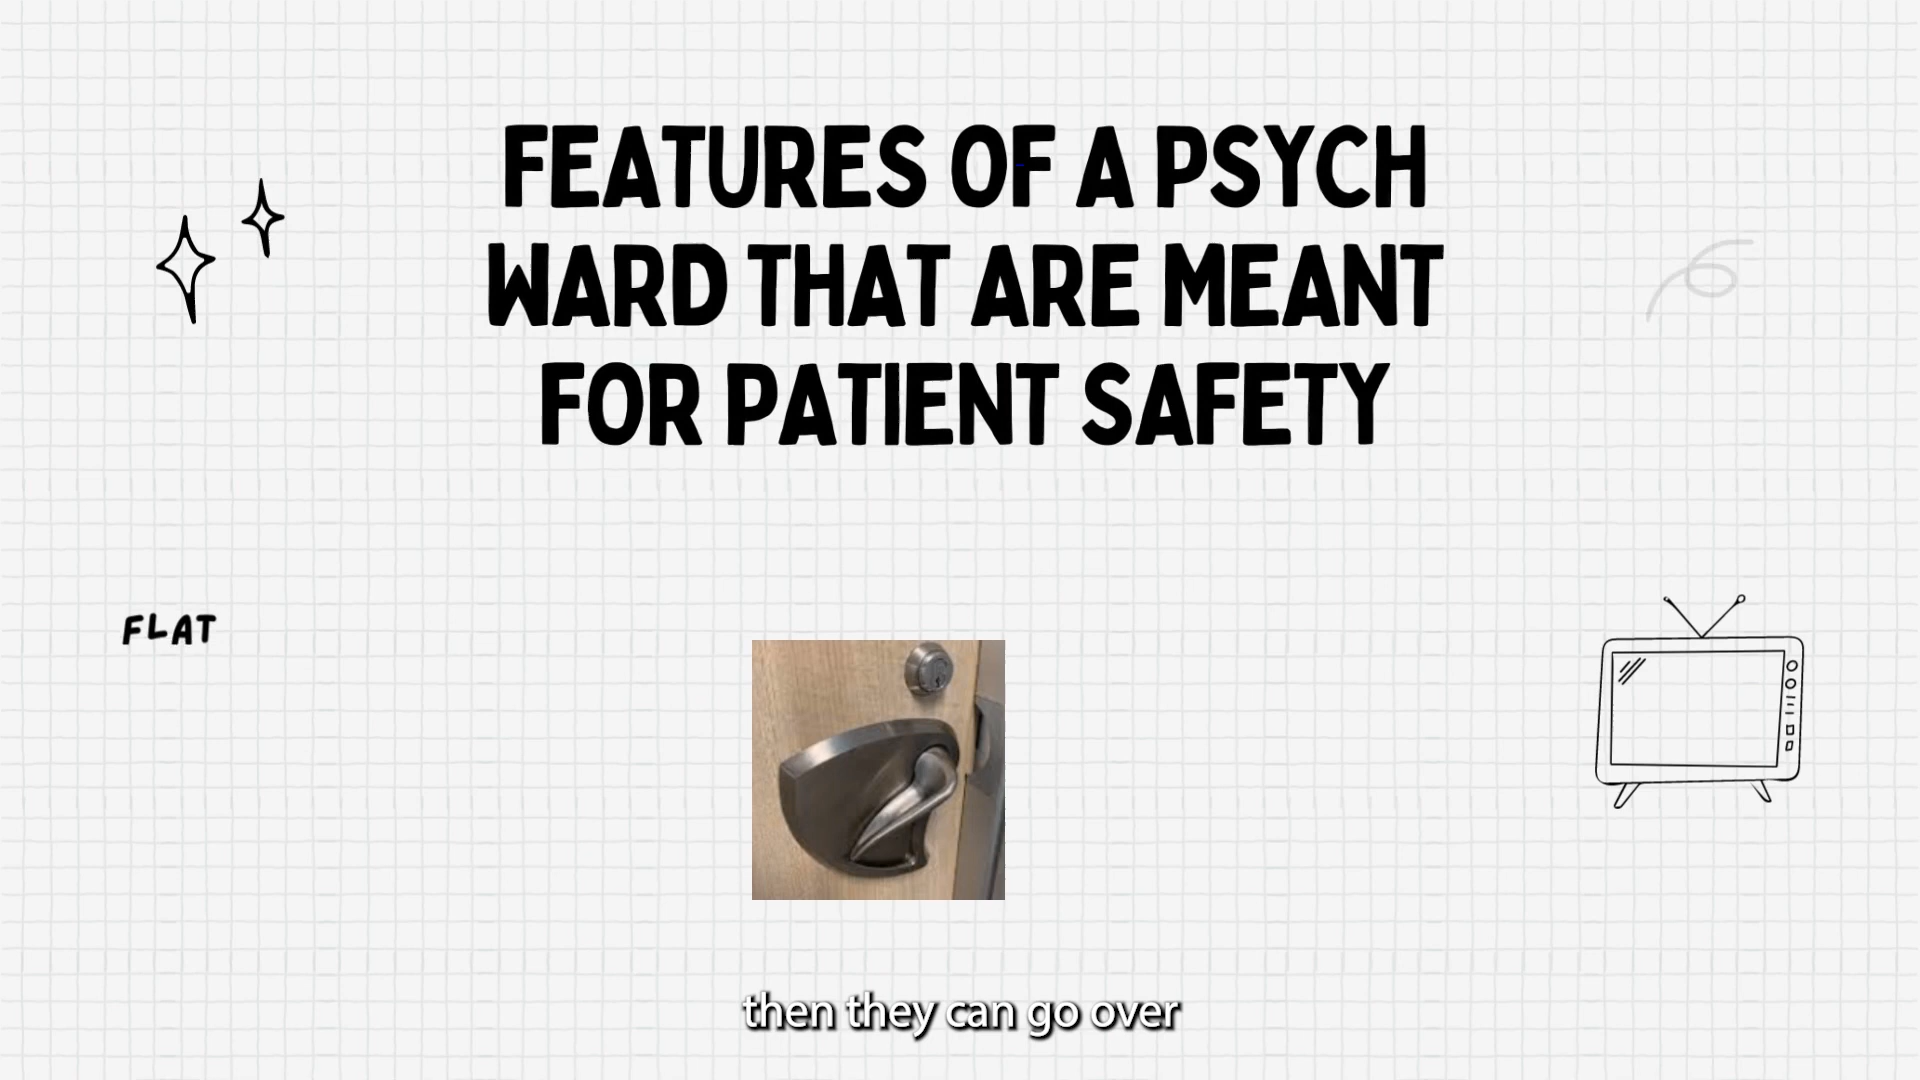 FEATURES OF A PSYCH
WARD THAT ARE MEANT
FOR PATIENT SAFETY
FLAT
then they can go over